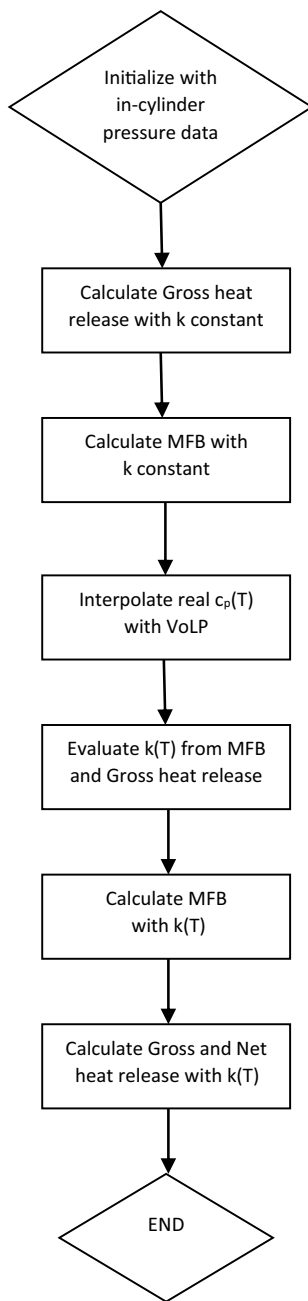 Initialize with
in-cylinder
pressure data
Calculate Gross heat
release with k constant
Calculate MFB with
k constant
Interpolate real cₚ(T)
with VoLP
Evaluate k(T) from MFB
and Gross heat release
Calculate MFB
with k(T)
Calculate Gross and Net
heat release with k(T)
END